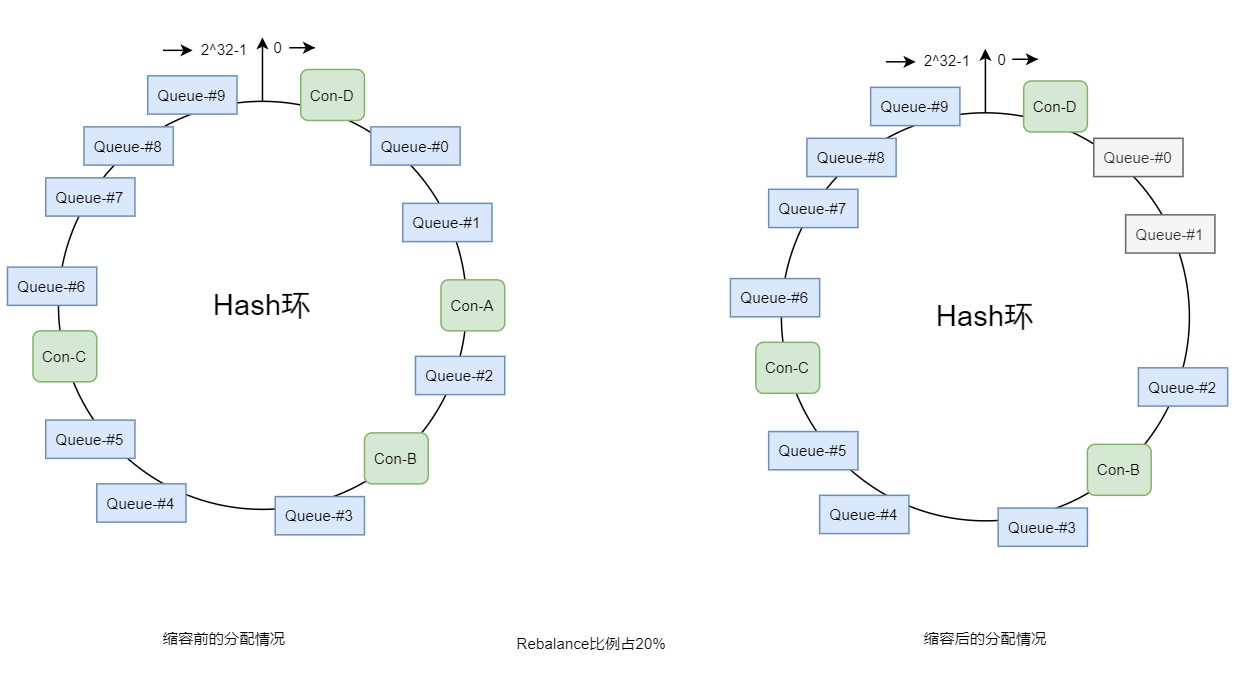 2^32-1
0
Con-D
Queue-#9
Queue-#8
Queue-#0
Queue-#7
Queue-#1
Queue-#6
Hash环
Con-A
Con-C
Queue-#2
Queue-#5
Con-B
Queue-#4
Queue-#3
缩容前的分配情况
Rebalance比例占20%
2^32-1
0
Con-D
Queue-#9
Queue-#8
Queue-#0
Queue-#7
Queue-#1
Queue-#6
Hash环
Con-C
Queue-#2
Queue-#5
Con-B
Queue-#4
Queue-#3
缩容后的分配情况